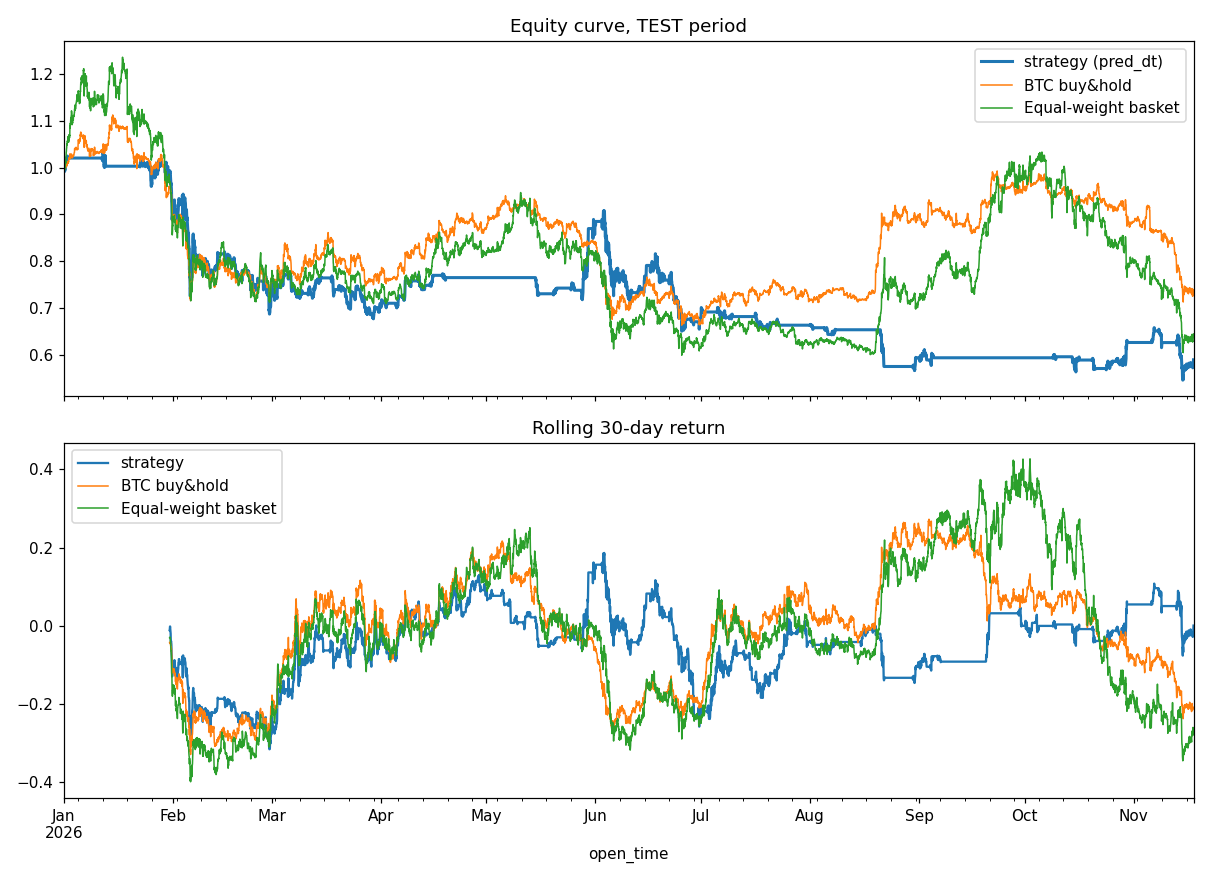 Equity curve, TEST period
1.2
1.1
1.0
0.9
0.8
0.7
0.6
strategy (pred_dt)
BTC buy&hold
Equal-weight basket
Rolling 30-day return
0.4
0.2
0.0
−0.2
−0.4
strategy
BTC buy&hold
Equal-weight basket
Jan Feb Mar Apr May Jun Jul Aug Sep Oct Nov
2026
open_time